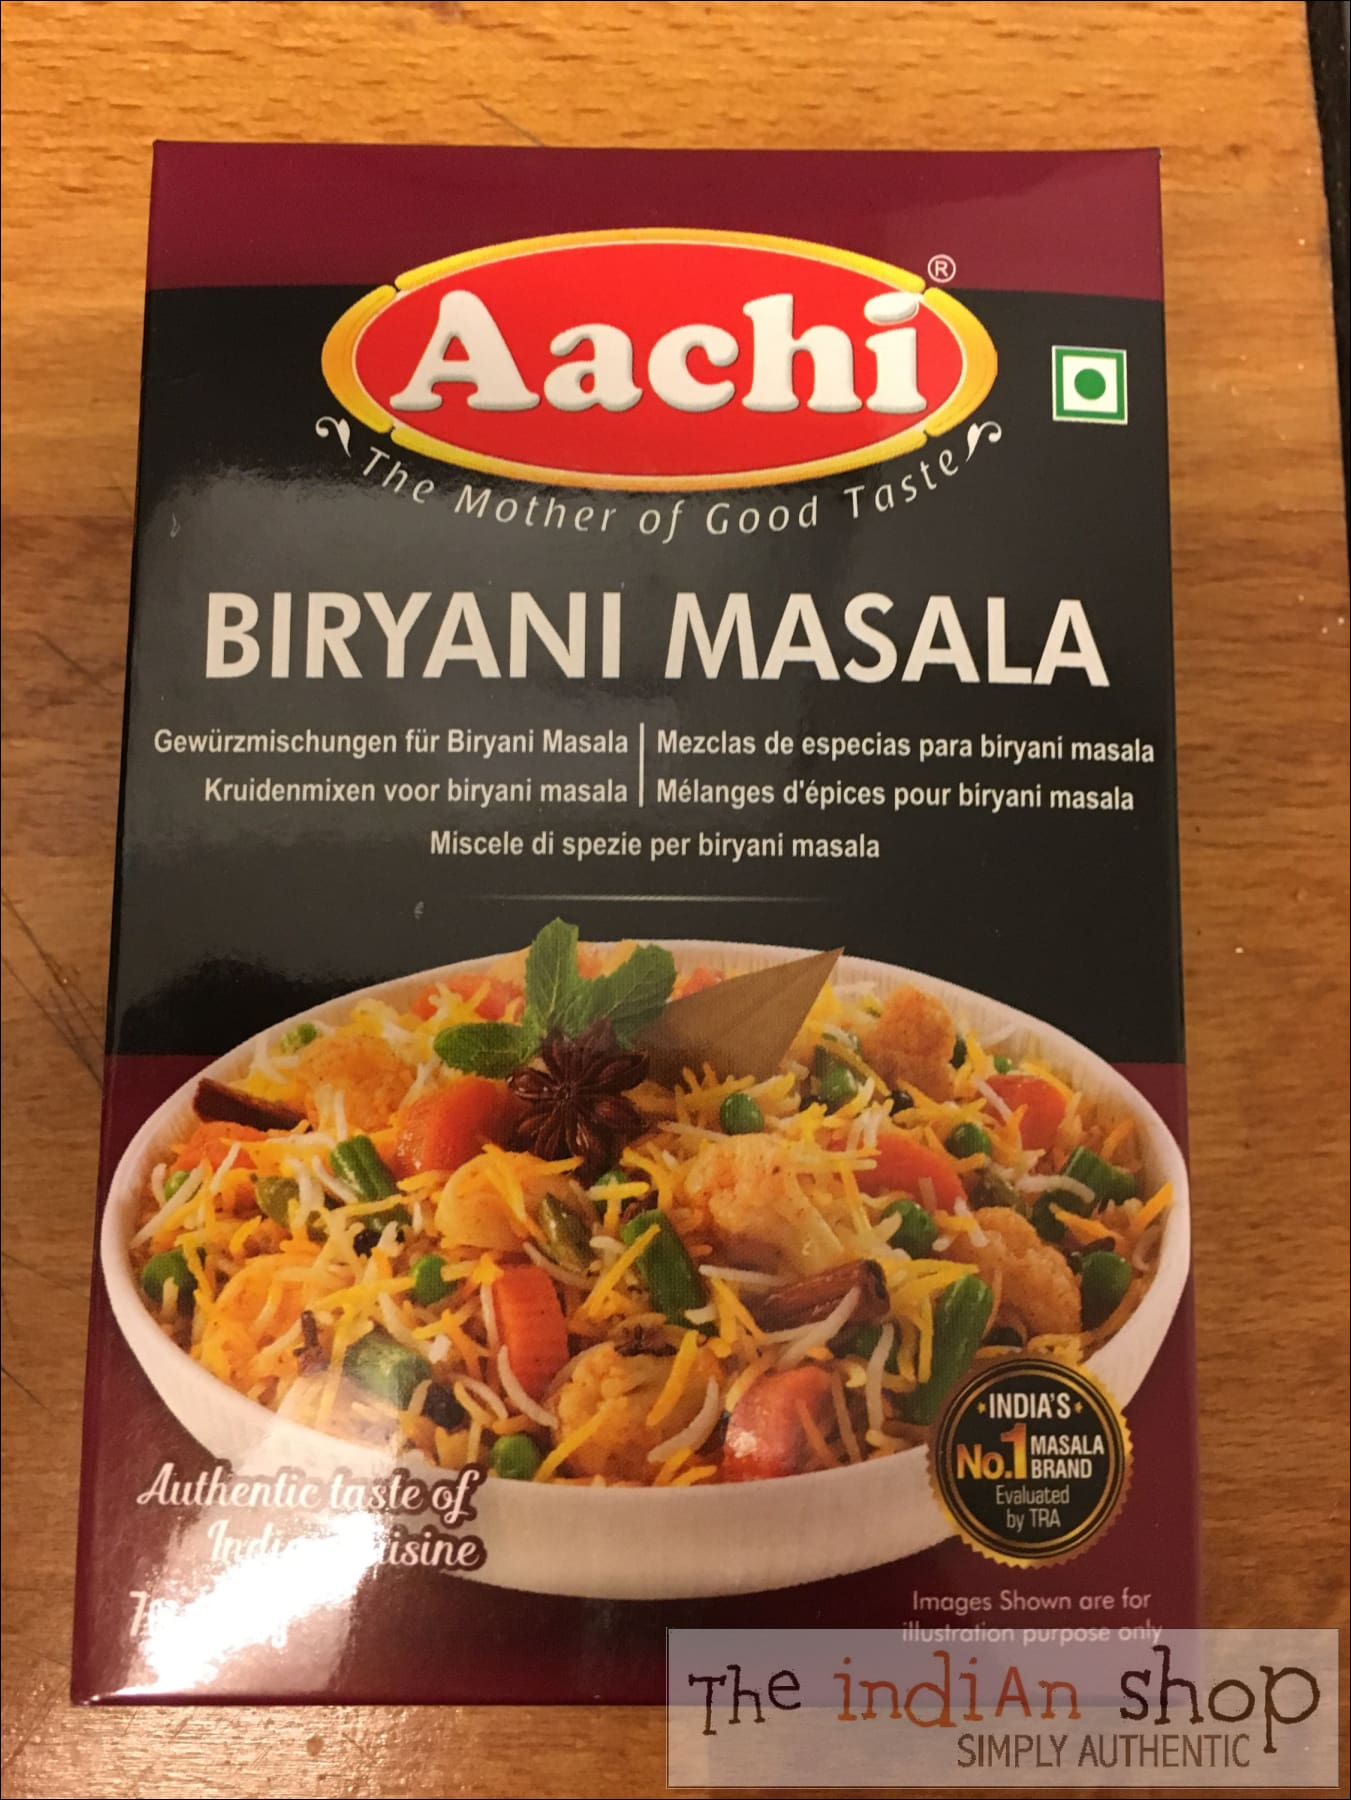 Aachi ®
The Mother of Good Taste
BIRYANI MASALA
Gewürzmischungen für Biryani Masala | Mezclas de especias para biryani masala
Kruidenmixen voor biryani masala | Mélanges d'épices pour biryani masala
Miscele di spezie per biryani masala
Authentic taste of
INDIA'S
No.1 MASALA
BRAND
Evaluated
by TRA
Images Shown are for
illustration purpose only
The indiAn shop
SIMPLY AUTHENTIC